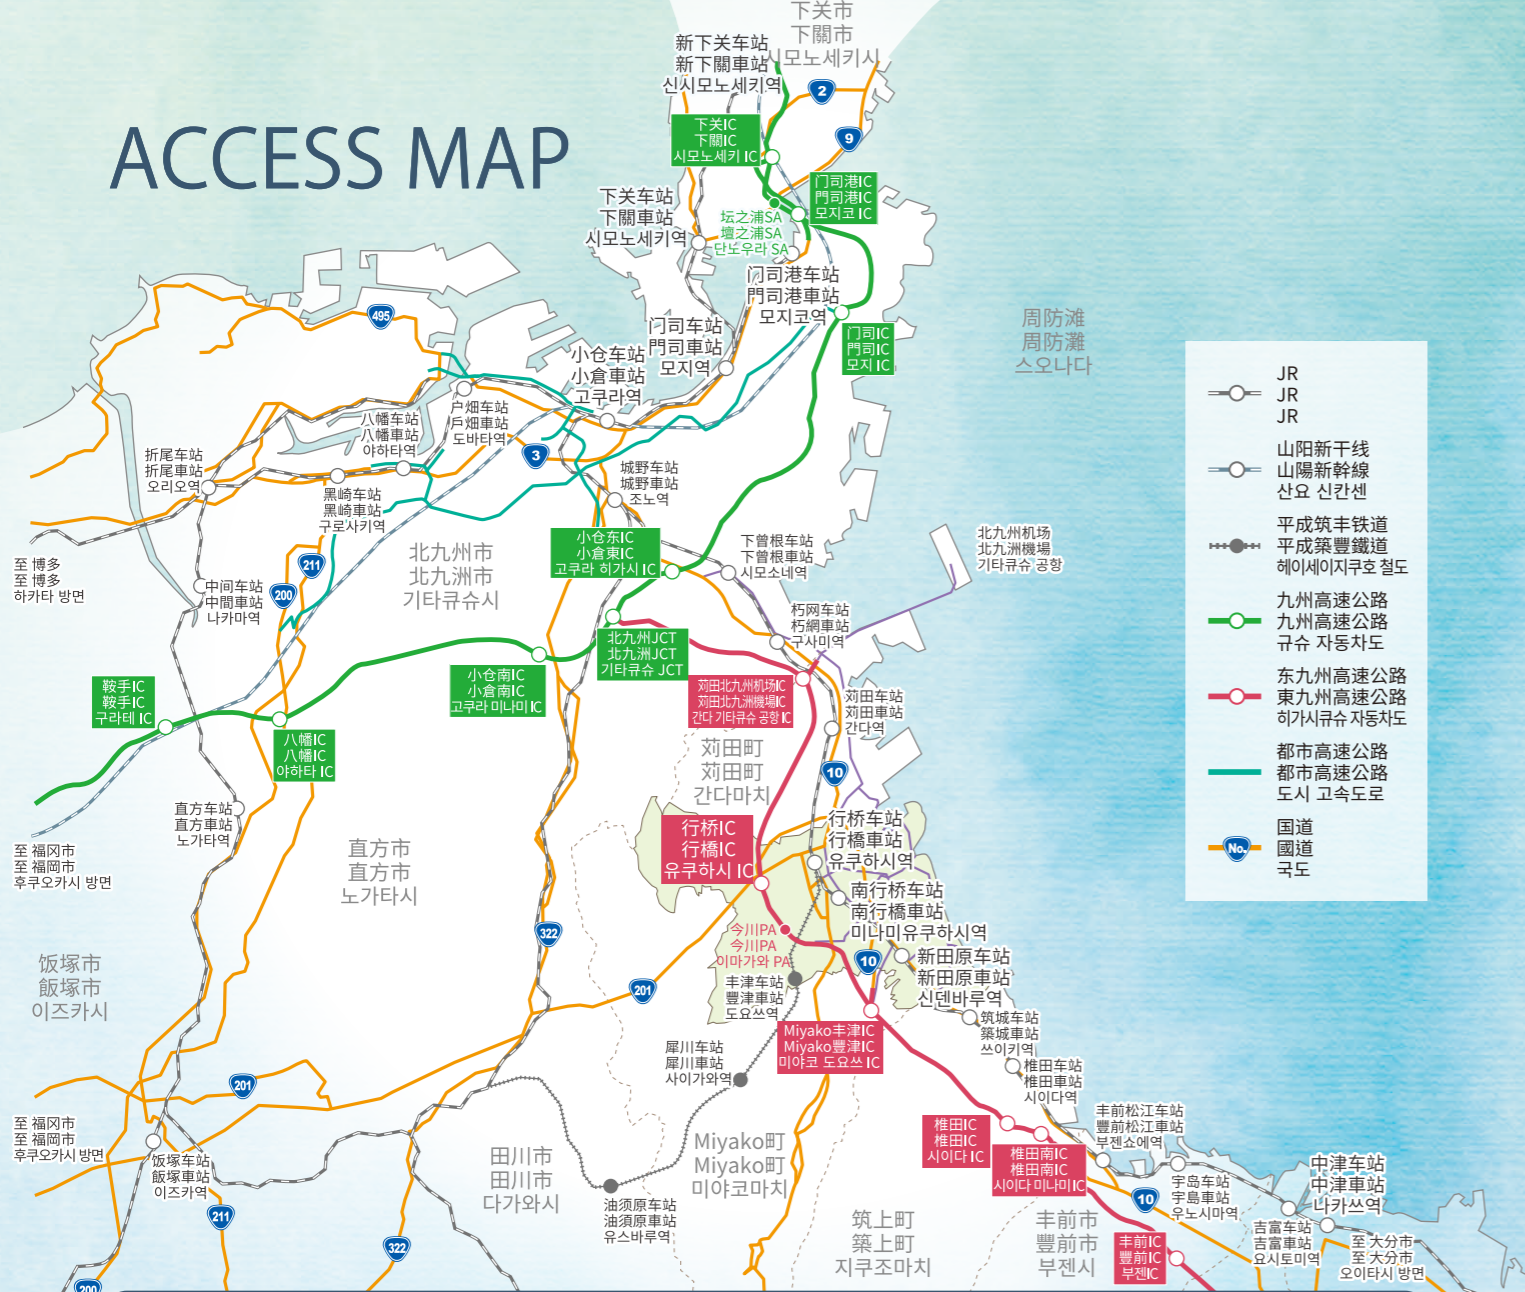 ACCESS MAP
下关市
下關市
시모노세키시
新下关车站
新下關車站
신시모노세키역
2
9
下关IC
下關IC
시모노세키 IC
门司港IC
門司港IC
모지코 IC
下关车站
下關車站
시모노세키역
坛之浦SA
壇之浦SA
단노우라 SA
门司港车站
門司港車站
모지코역
门司车站
門司車站
모지역
门司IC
門司IC
모지 IC
周防滩
周防灘
스오나다
495
小仓车站
小倉車站
고쿠라역
户畑车站
戶畑車站
도바타역
八幡车站
八幡車站
야하타역
3
折尾车站
折尾車站
오리오역
黑崎车站
黑崎車站
구로사키역
城野车站
城野車站
조노역
小仓东IC
小倉東IC
고쿠라 히가시 IC
下曾根车站
下曾根車站
시모소네역
北九州机场
北九洲機場
기타큐슈 공항
至 博多
至 博多
하카타 방면
211
200
中间车站
中間車站
나카마역
北九州市
北九洲市
기타큐슈시
朽网车站
朽網車站
구사미역
北九州JCT
北九洲JCT
기타큐슈 JCT
小仓南IC
小倉南IC
고쿠라 미나미 IC
鞍手IC
鞍手IC
구라테 IC
八幡IC
八幡IC
야하타 IC
苅田北九州机场IC
苅田北九洲機場IC
간다 기타큐슈 공항 IC
苅田车站
苅田車站
간다역
苅田町
苅田町
간다마치
10
直方车站
直方車站
노가타역
至 福冈市
至 福岡市
후쿠오카시 방면
直方市
直方市
노가타시
行桥IC
行橋IC
유쿠하시 IC
行桥车站
行橋車站
유쿠하시역
南行桥车站
南行橋車站
미나미유쿠하시역
322
今川PA
今川PA
이마가와 PA
10
新田原车站
新田原車站
신덴바루역
饭塚市
飯塚市
이즈카시
201
丰津车站
豐津車站
도요쓰역
Miyako丰津IC
Miyako豐津IC
미야코 도요쓰 IC
筑城车站
築城車站
쓰이키역
犀川车站
犀川車站
사이가와역
椎田车站
椎田車站
시이다역
201
至 福冈市
至 福岡市
후쿠오카시 방면
饭塚车站
飯塚車站
이즈카역
田川市
田川市
다가와시
Miyako町
Miyako町
미야코마치
椎田IC
椎田IC
시이다 IC
椎田南IC
椎田南IC
시이다 미나미 IC
丰前松江车站
豐前松江車站
부젠쇼에역
中津车站
中津車站
나카쓰역
宇岛车站
宇島車站
우노시마역
10
油须原车站
油須原車站
유스바루역
211
322
200
筑上町
築上町
지쿠조마치
丰前市
豐前市
부젠시
丰前IC
豐前IC
부젠IC
吉富车站
吉富車站
요시토미역
至 大分市
至 大分市
오이타시 방면
JR
JR
JR
山阳新干线
山陽新幹線
산요 신칸센
平成筑丰铁道
平成築豐鐵道
헤이세이지쿠호 철도
九州高速公路
九州高速公路
규슈 자동차도
东九州高速公路
東九州高速公路
히가시큐슈 자동차도
都市高速公路
都市高速公路
도시 고속도로
No.
国道
國道
국도